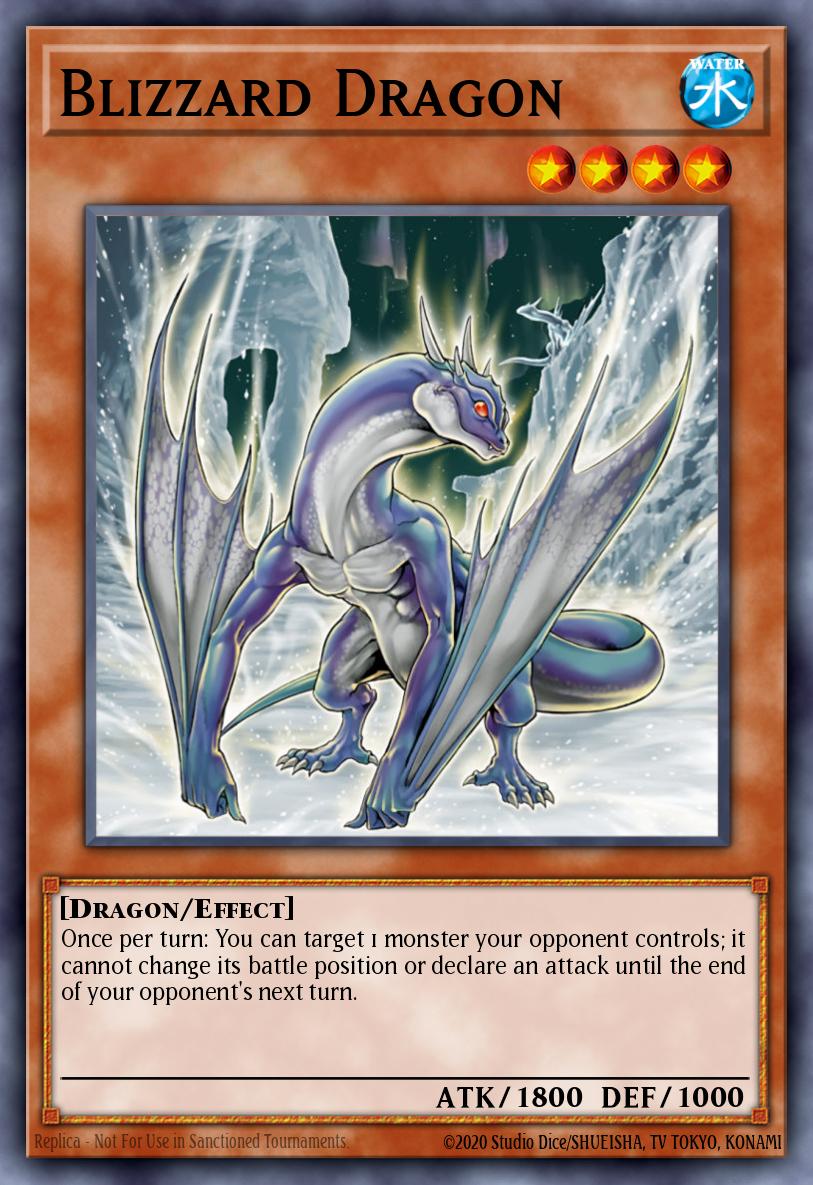 Blizzard Dragon
WATER
水
[Dragon/Effect]
Once per turn: You can target 1 monster your opponent controls; it
cannot change its battle position or declare an attack until the end
of your opponent's next turn.
ATK/1800 DEF/1000
Replica - Not For Use in Sanctioned Tournaments.
©2020 Studio Dice/SHUEISHA, TV TOKYO, KONAMI